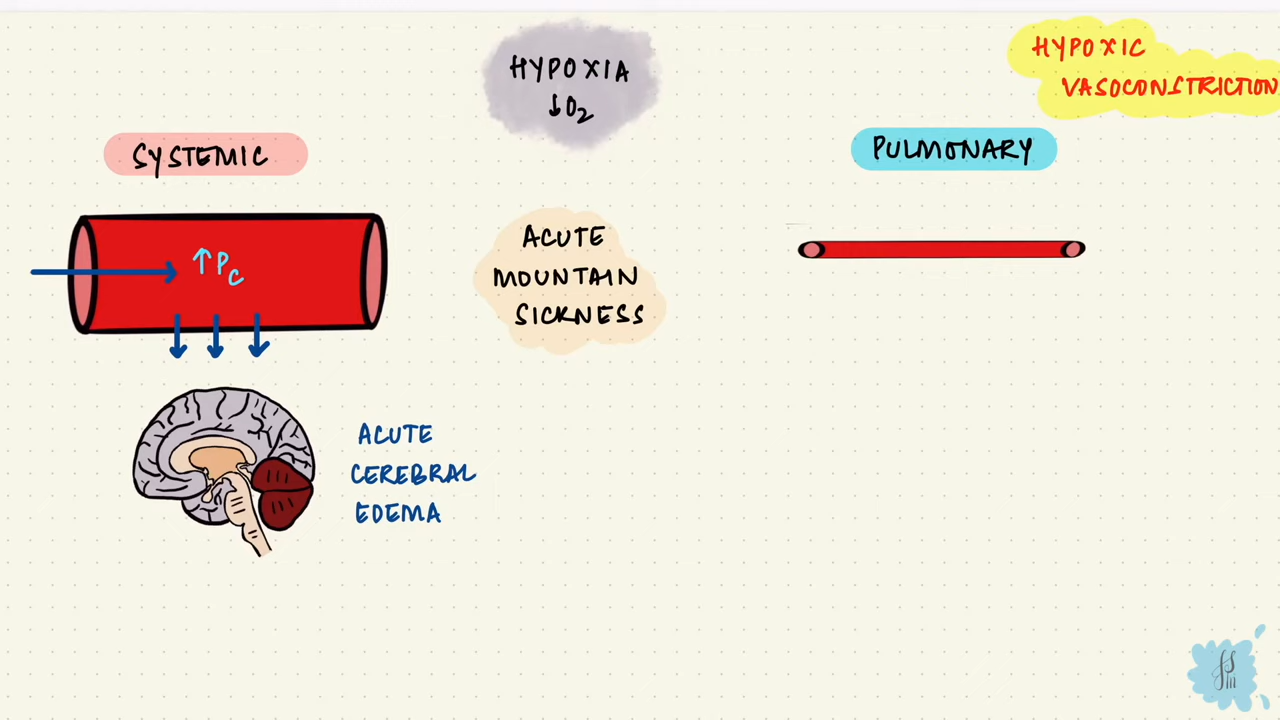 HYPOXIA
↓O2
HYPOXIC
VASOCONSTRICTION
SYSTEMIC
PULMONARY
↑Pc
ACUTE
MOUNTAIN
SICKNESS
ACUTE
CEREBRAL
EDEMA